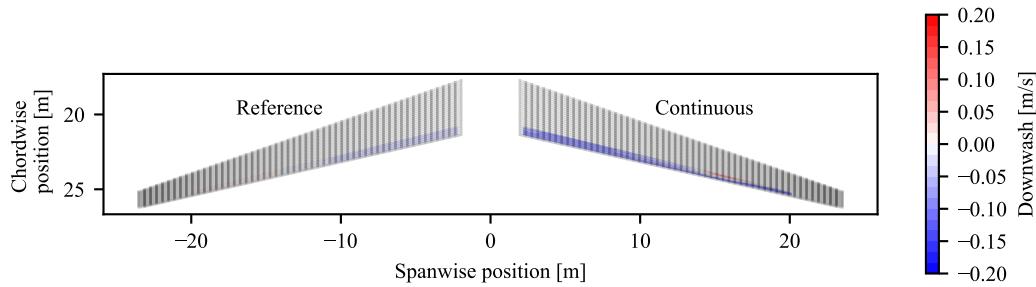 Chordwise
position [m]
20
25
Reference
Continuous
−20
−10
0
10
20
Spanwise position [m]
0.20
0.15
0.10
0.05
0.00
−0.05
−0.10
−0.15
−0.20
Downwash [m/s]